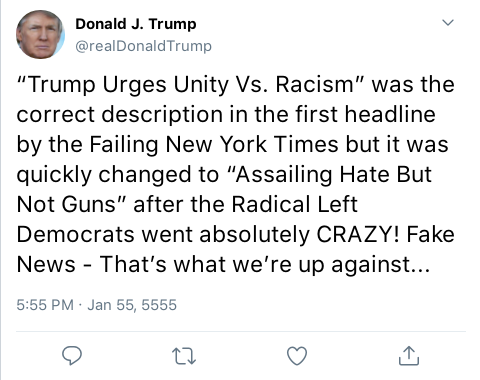 Donald J. Trump
@realDonaldTrump
“Trump Urges Unity Vs. Racism” was the
correct description in the first headline
by the Failing New York Times but it was
quickly changed to “Assailing Hate But
Not Guns” after the Radical Left
Democrats went absolutely CRAZY! Fake
News - That’s what we’re up against...
5:55 PM · Jan 55, 5555